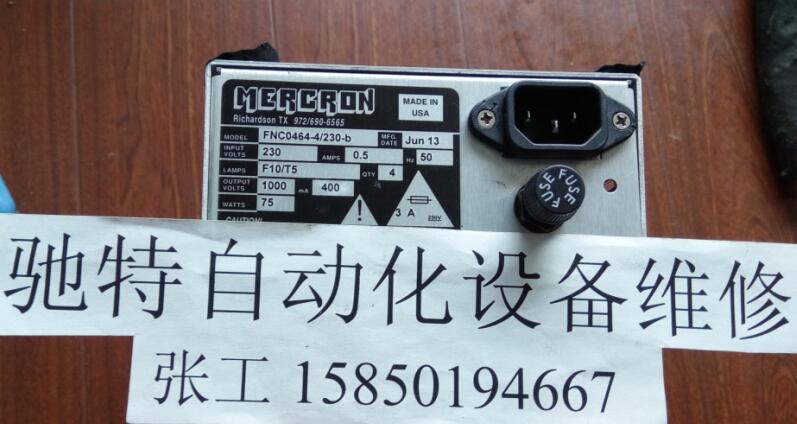 MERCRON
Richardson TX 972/690-6565
MADE IN
USA
MODEL FNC0464-4/230-b MFG. DATE Jun 13
INPUT VOLTS 230 AMPS 0.5 Hz 50
LAMPS F10/T5 QTY 4
OUTPUT VOLTS 1000 mA 400
WATTS 75
3 A 250V
CAUTION!
FUSE FUSE
驰特自动化设备维修
张工 15850194667